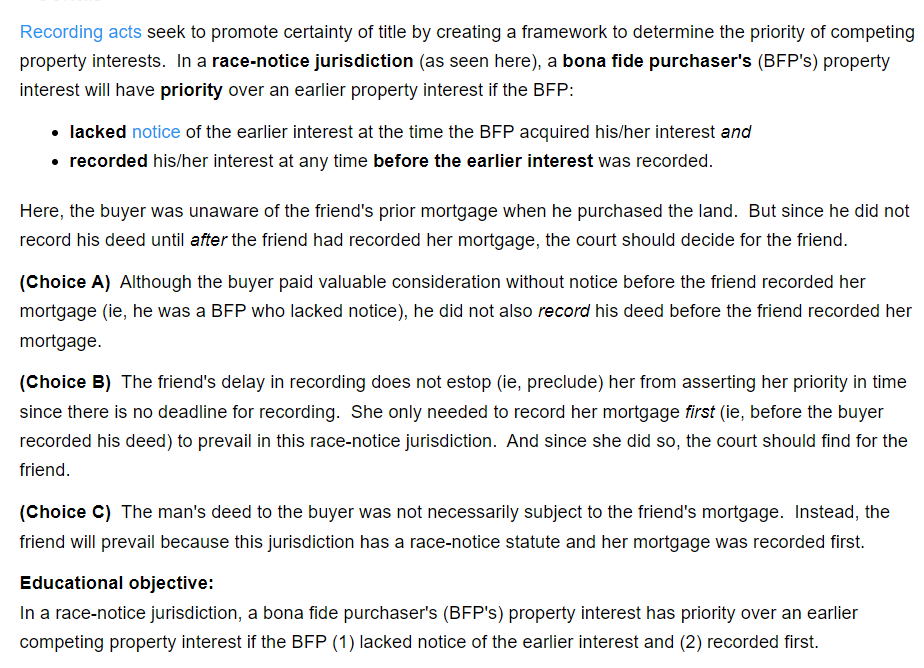 Recording acts seek to promote certainty of title by creating a framework to determine the priority of competing
property interests.  In a race-notice jurisdiction (as seen here), a bona fide purchaser's (BFP's) property
interest will have priority over an earlier property interest if the BFP:
• lacked notice of the earlier interest at the time the BFP acquired his/her interest and
• recorded his/her interest at any time before the earlier interest was recorded.
Here, the buyer was unaware of the friend's prior mortgage when he purchased the land.  But since he did not
record his deed until after the friend had recorded her mortgage, the court should decide for the friend.
(Choice A)  Although the buyer paid valuable consideration without notice before the friend recorded her
mortgage (ie, he was a BFP who lacked notice), he did not also record his deed before the friend recorded her
mortgage.
(Choice B)  The friend's delay in recording does not estop (ie, preclude) her from asserting her priority in time
since there is no deadline for recording.  She only needed to record her mortgage first (ie, before the buyer
recorded his deed) to prevail in this race-notice jurisdiction.  And since she did so, the court should find for the
friend.
(Choice C)  The man's deed to the buyer was not necessarily subject to the friend's mortgage.  Instead, the
friend will prevail because this jurisdiction has a race-notice statute and her mortgage was recorded first.
Educational objective:
In a race-notice jurisdiction, a bona fide purchaser's (BFP's) property interest has priority over an earlier
competing property interest if the BFP (1) lacked notice of the earlier interest and (2) recorded first.